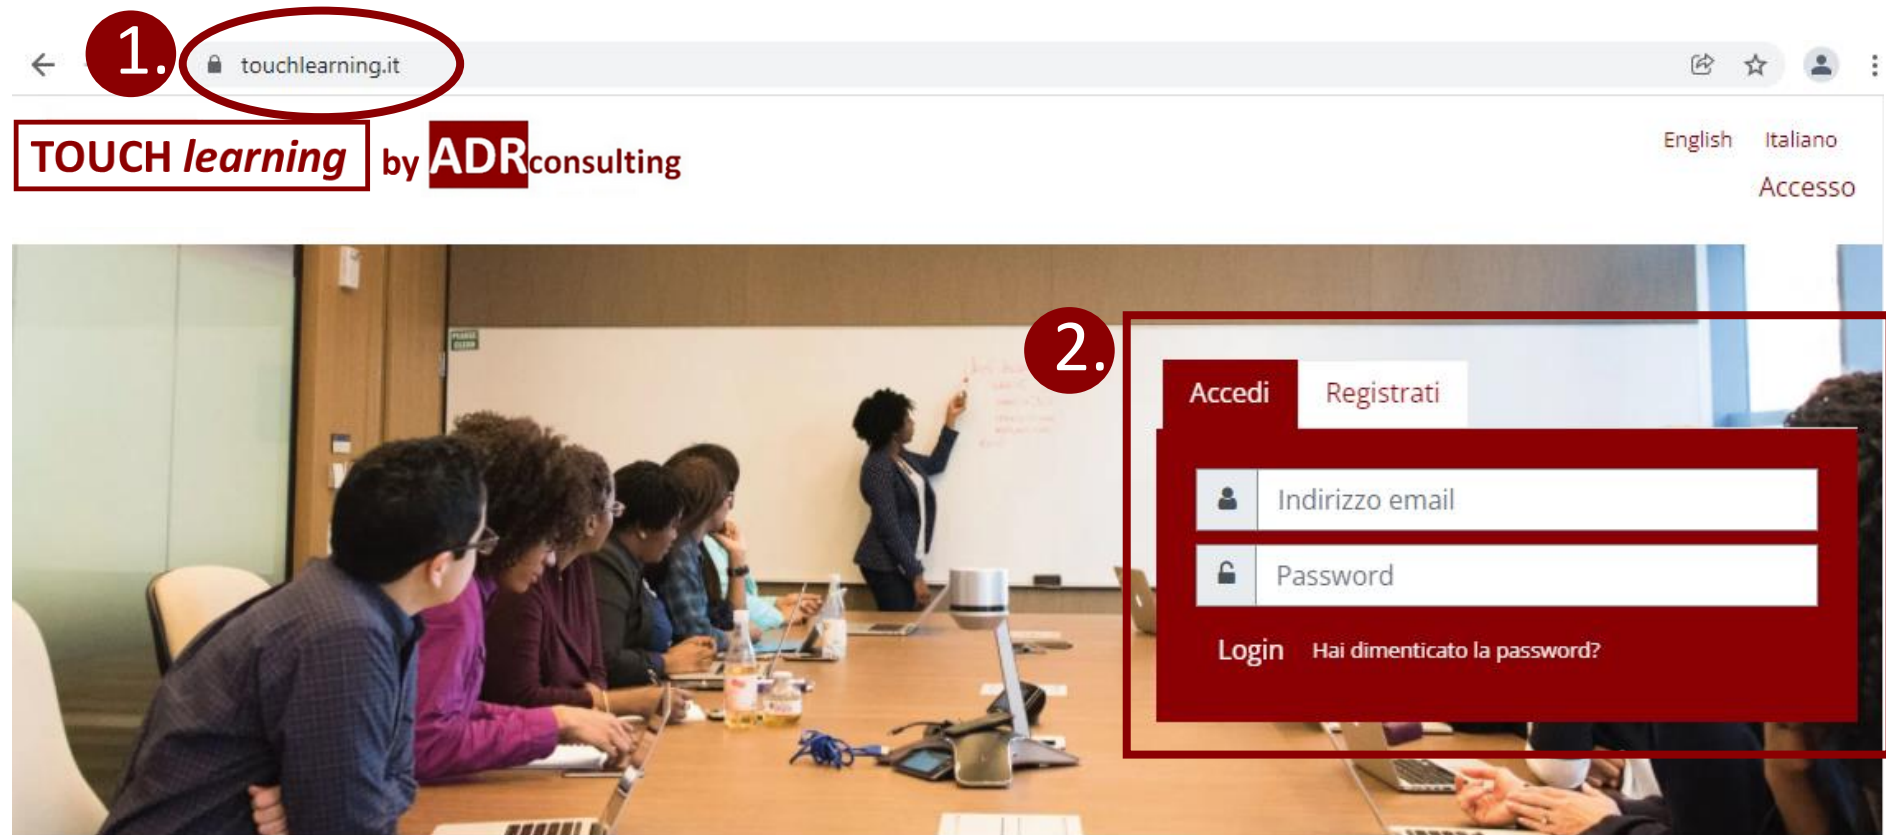 1.
touchlearning.it
TOUCH learning by ADRconsulting
English Italiano
Accesso
2.
Accedi Registrati
Indirizzo email
Password
Login Hai dimenticato la password?